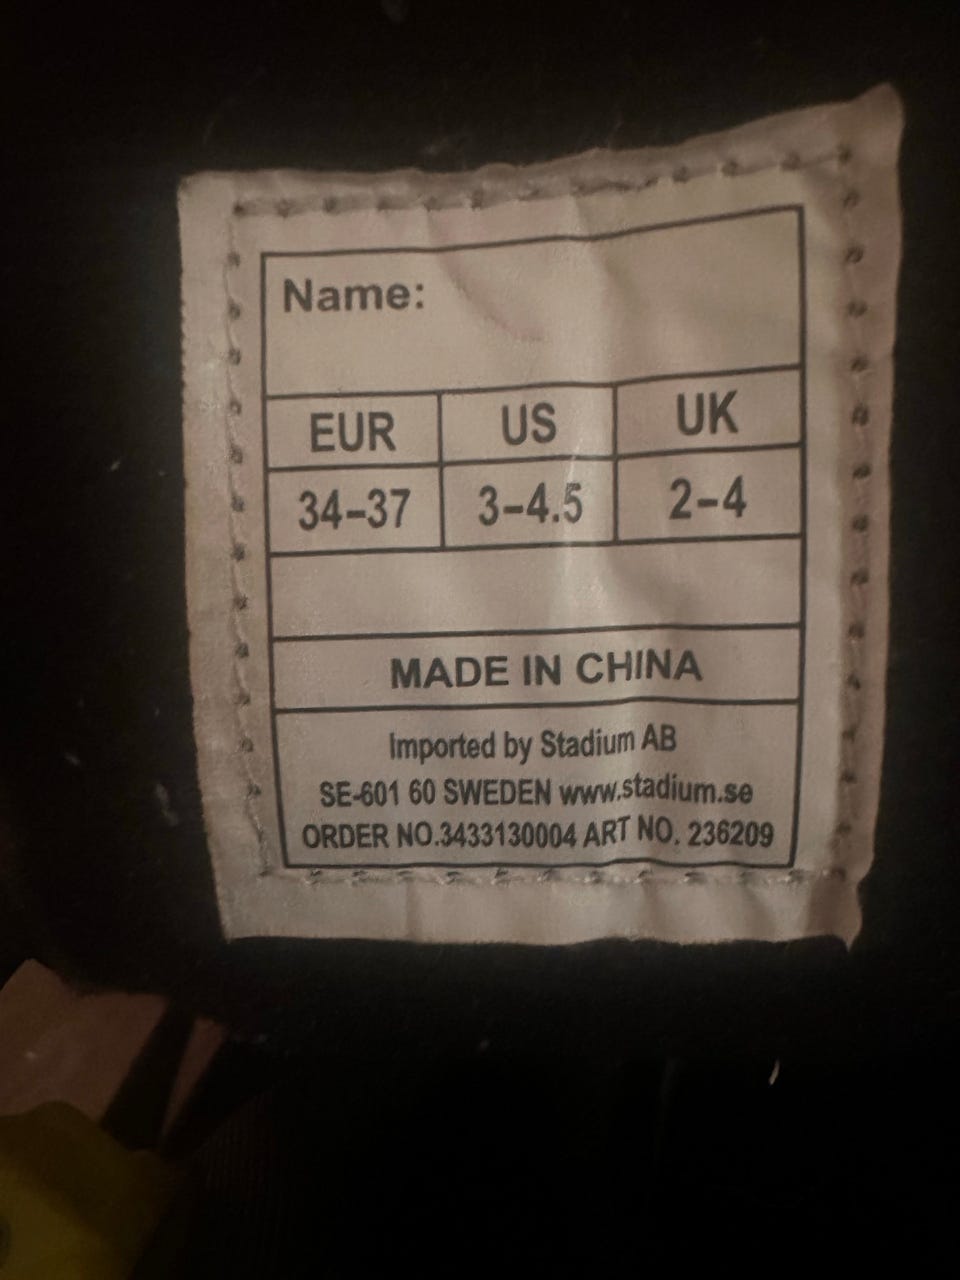 Name:
EUR US UK
34-37 3-4.5 2-4
MADE IN CHINA
Imported by Stadium AB
SE-601 60 SWEDEN www.stadium.se
ORDER NO.3433130004 ART NO. 236209